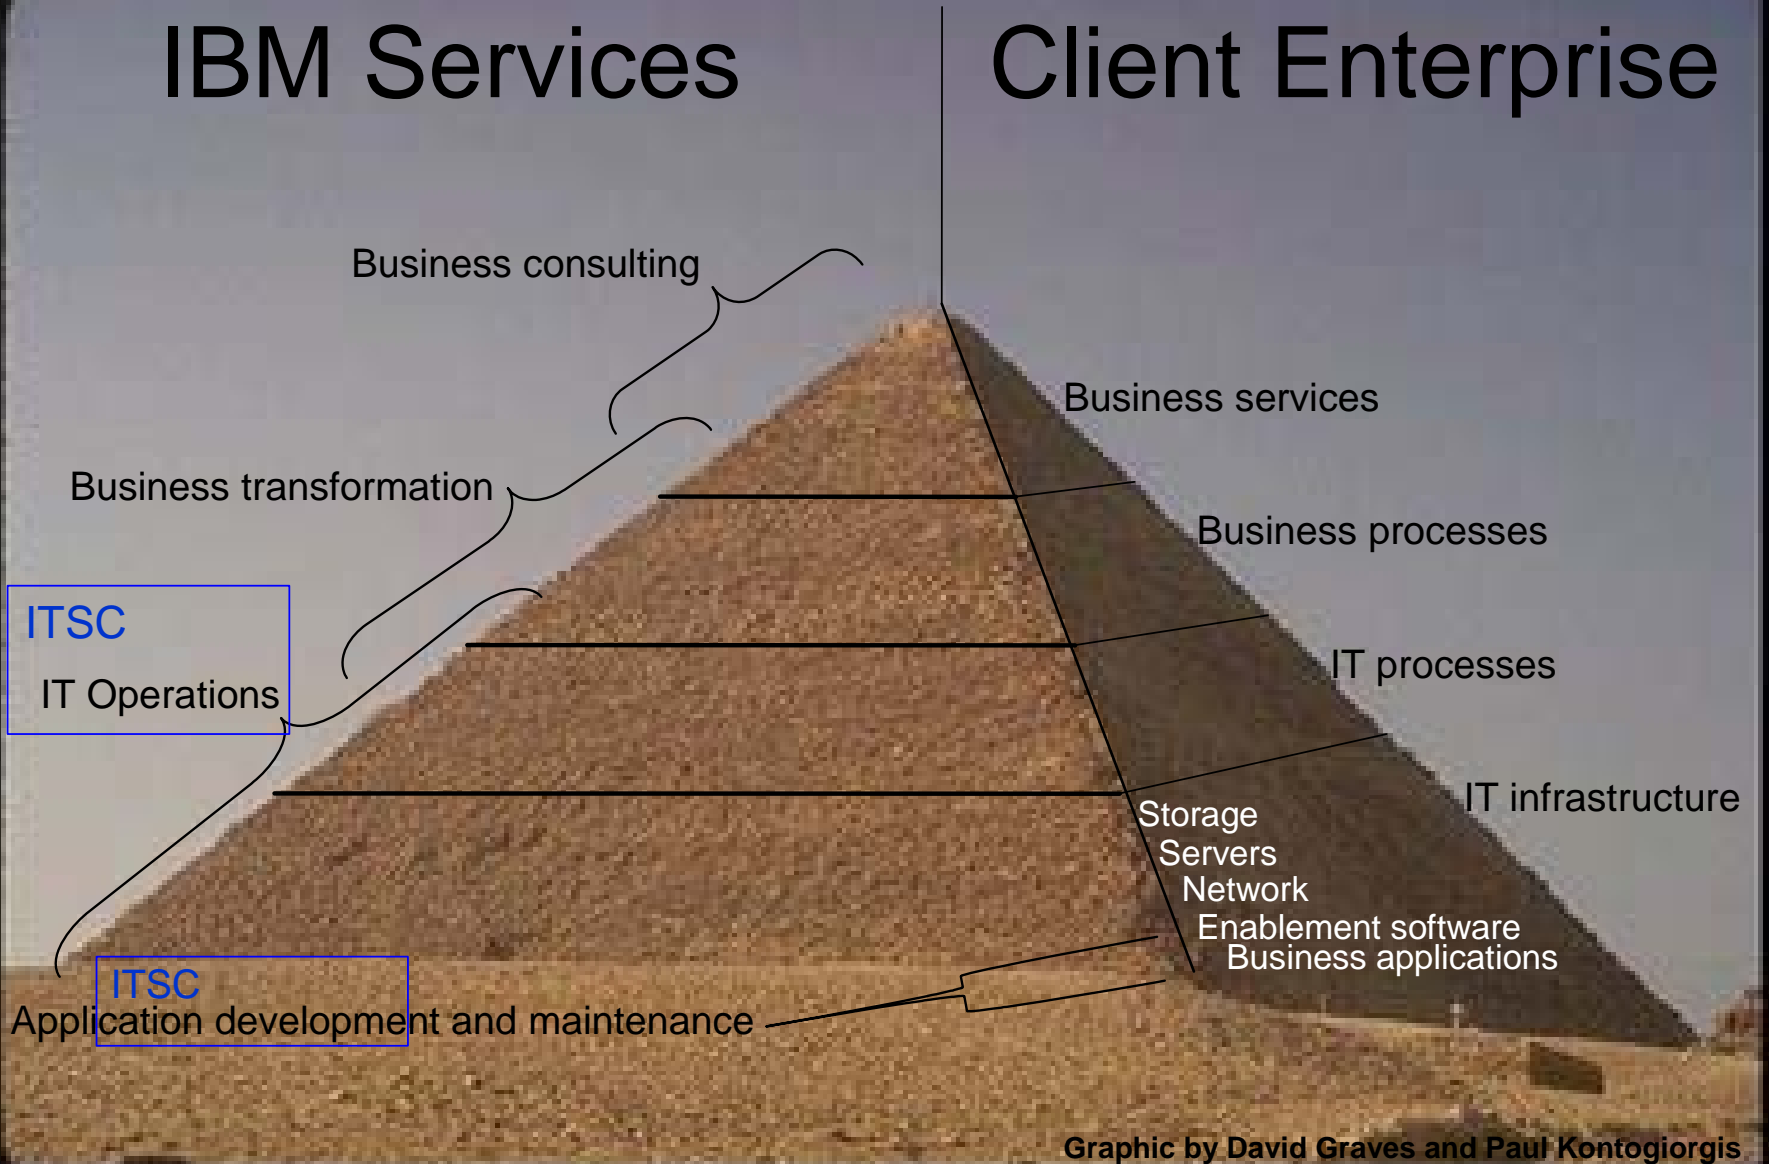 IBM Services
Client Enterprise
Business consulting
Business services
Business transformation
Business processes
ITSC
IT Operations
IT processes
IT infrastructure
Storage
Servers
Network
Enablement software
Business applications
ITSC
Application development and maintenance
Graphic by David Graves and Paul Kontogiorgis